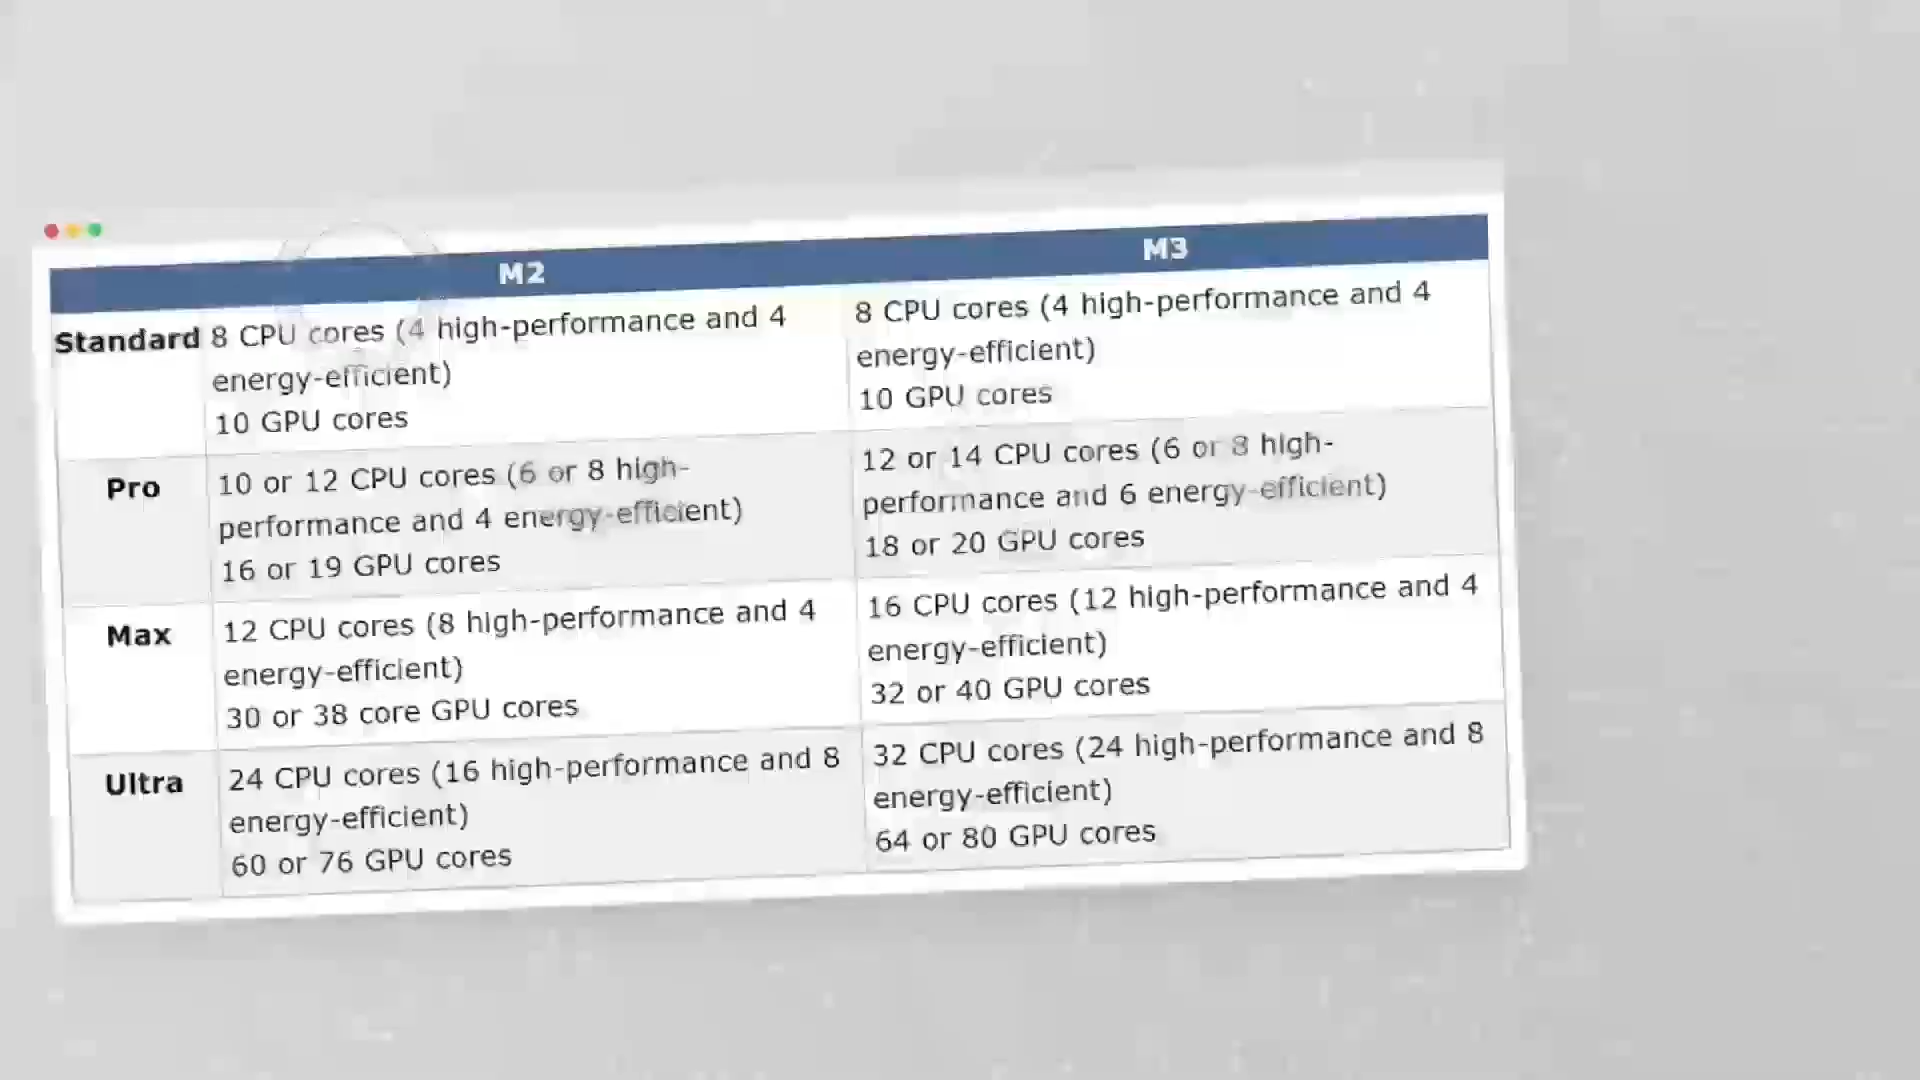 M2
M3
Standard
8 CPU cores (4 high-performance and 4
energy-efficient)
10 GPU cores
8 CPU cores (4 high-performance and 4
energy-efficient)
10 GPU cores
Pro
10 or 12 CPU cores (6 or 8 high-
performance and 4 energy-efficient)
16 or 19 GPU cores
12 or 14 CPU cores (6 or 8 high-
performance and 6 energy-efficient)
18 or 20 GPU cores
Max
12 CPU cores (8 high-performance and 4
energy-efficient)
30 or 38 core GPU cores
16 CPU cores (12 high-performance and 4
energy-efficient)
32 or 40 GPU cores
Ultra
24 CPU cores (16 high-performance and 8
energy-efficient)
60 or 76 GPU cores
32 CPU cores (24 high-performance and 8
energy-efficient)
64 or 80 GPU cores